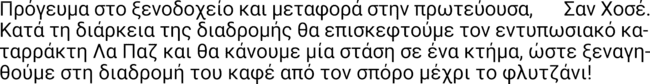 Πρόγευμα στο ξενοδοχείο και μεταφορά στην πρωτεύουσα, Σαν Χοσέ.
Κατά τη διάρκεια της διαδρομής θα επισκεφτούμε τον εντυπωσιακό κα-
ταρράκτη Λα Παζ και θα κάνουμε μία στάση σε ένα κτήμα, ώστε ξεναγη-
θούμε στη διαδρομή του καφέ από τον σπόρο μέχρι το φλυτζάνι!